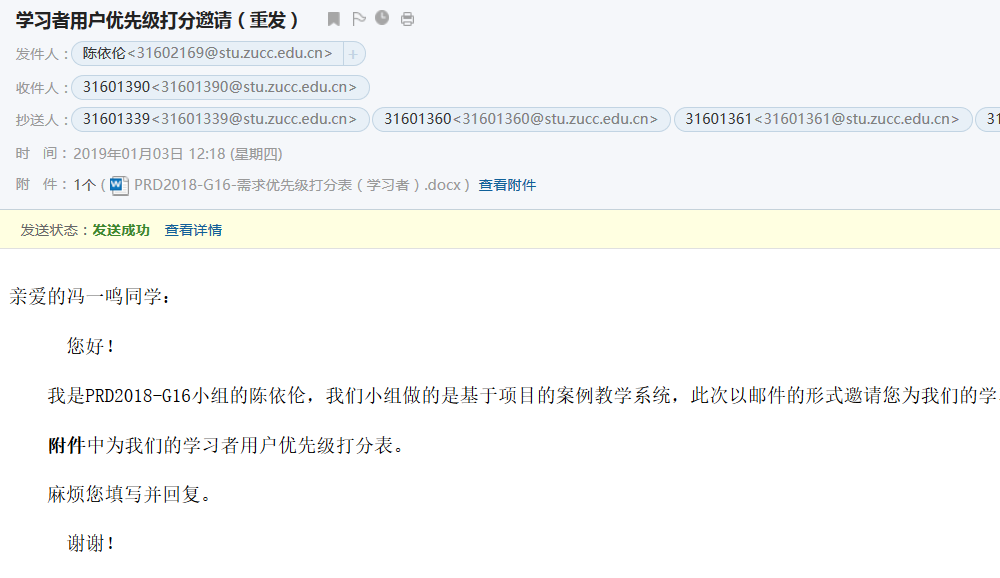 学习者用户优先级打分邀请（重发）
发件人：陈依伦<31602169@stu.zucc.edu.cn> +
收件人：31601390<31601390@stu.zucc.edu.cn>
抄送人：31601339<31601339@stu.zucc.edu.cn> 31601360<31601360@stu.zucc.edu.cn> 31601361<31601361@stu.zucc.edu.cn> 31
时 间：2019年01月03日 12:18 (星期四)
附 件：1个（ PRD2018-G16-需求优先级打分表（学习者）.docx） 查看附件
发送状态：发送成功 查看详情
亲爱的冯一鸣同学：
您好！
我是PRD2018-G16小组的陈依伦，我们小组做的是基于项目的案例教学系统，此次以邮件的形式邀请您为我们的学
附件中为我们的学习者用户优先级打分表。
麻烦您填写并回复。
谢谢！